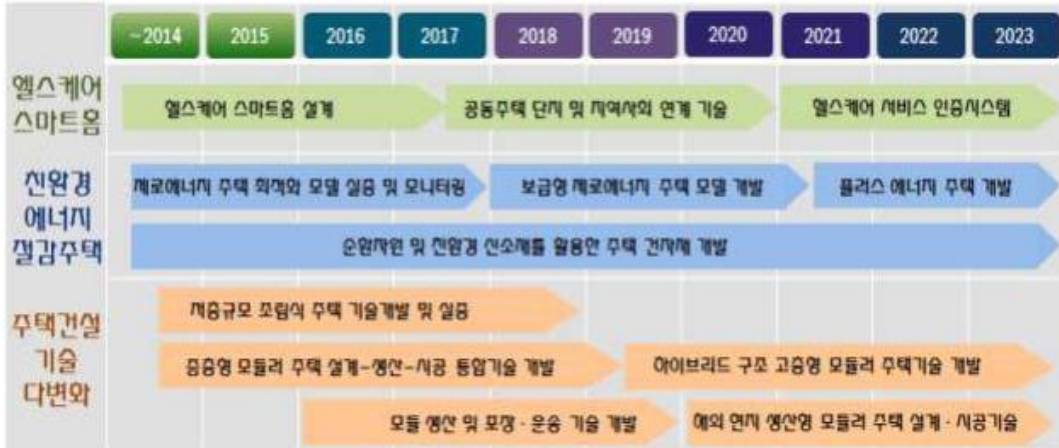 ~2014 2015 2016 2017 2018 2019 2020 2021 2022 2023
헬스케어
스마트홈
헬스케어 스마트홈 설계
공동주택 단지 및 지역사회 연계 기술
헬스케어 서비스 인증시스템
친환경
에너지
절감주택
제로에너지 주택 최적화 모델 실증 및 모니터링
보급형 제로에너지 주택 모델 개발
플러스 에너지 주택 개발
순환자원 및 친환경 신소재를 활용한 주택 건자재 개발
주택건설
기술
다변화
저층규모 조립식 주택 기술개발 및 실증
중층형 모듈러 주택 설계-생산-시공 통합기술 개발
하이브리드 구조 고층형 모듈러 주택기술 개발
모듈 생산 및 포장·운송 기술 개발
해외 현지 생산형 모듈러 주택 설계·시공기술